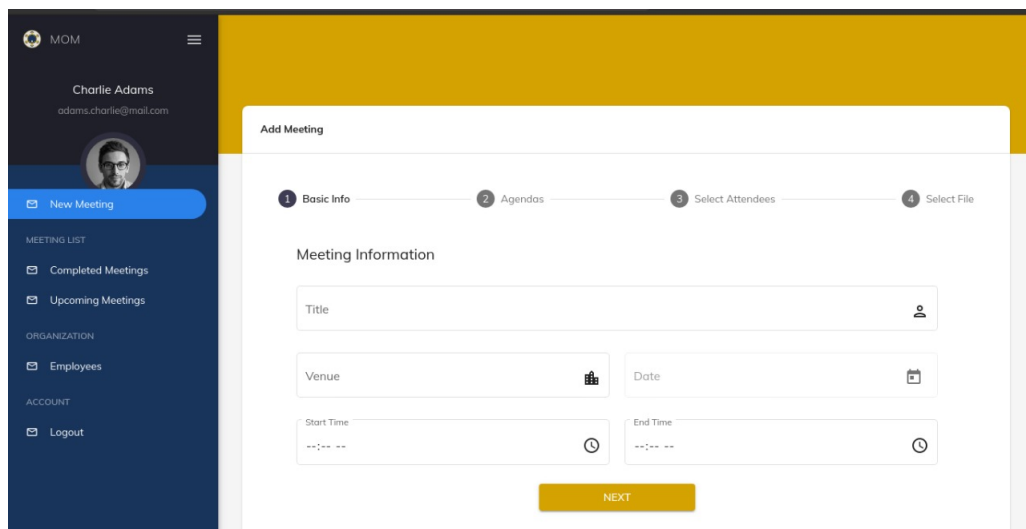 MOM
Charlie Adams
adams.charlie@mail.com
New Meeting
MEETING LIST
Completed Meetings
Upcoming Meetings
ORGANIZATION
Employees
ACCOUNT
Logout
Add Meeting
1 Basic Info 2 Agendas 3 Select Attendees 4 Select File
Meeting Information
Title
Venue Date
Start Time End Time
--:-- -- --:-- --
NEXT